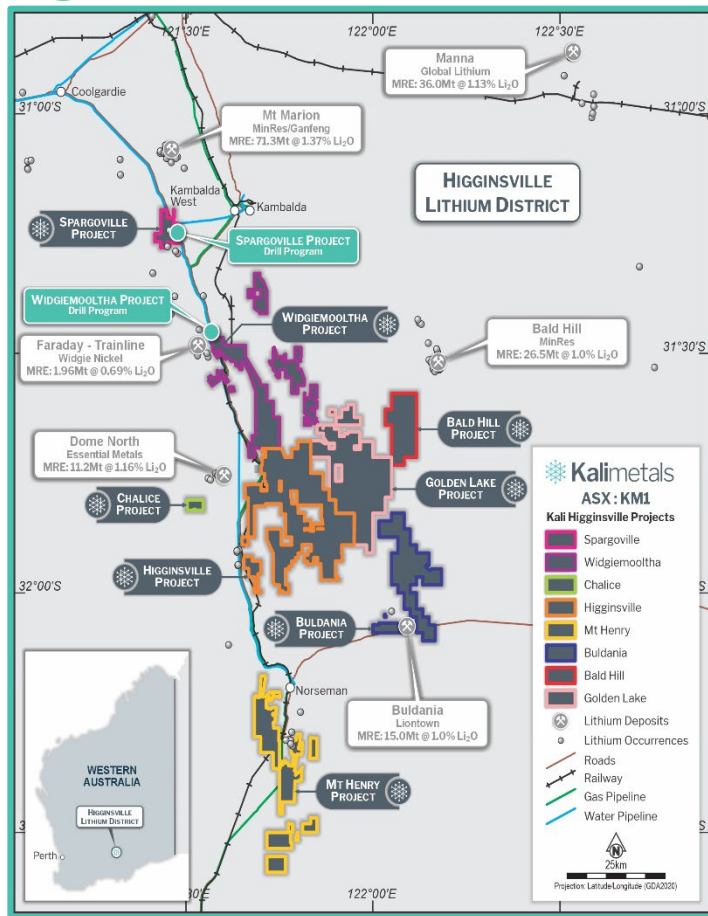 121°30'E
122°00'E
122°30'E
Manna
Global Lithium
MRE: 36.0Mt @ 1.13% Li₂O
Coolgardie
31°00'S
31°00'S
Mt Marion
MinRes/Ganfeng
MRE: 71.3Mt @ 1.37% Li₂O
HIGGINSVILLE
LITHIUM DISTRICT
Kambalda
West
Kambalda
SPARGOVILLE
PROJECT
SPARGOVILLE PROJECT
Drill Program
WIDGIEMOOLTHA PROJECT
Drill Program
WIDGIEMOOLTHA
PROJECT
Faraday - Trainline
Widgie Nickel
MRE: 1.96Mt @ 0.69% Li₂O
Bald Hill
MinRes
MRE: 26.5Mt @ 1.0% Li₂O
31°30'S
BALD HILL
PROJECT
Dome North
Essential Metals
MRE: 11.2Mt @ 1.16% Li₂O
GOLDEN LAKE
PROJECT
CHALICE
PROJECT
HIGGINSVILLE
PROJECT
32°00'S
BULDANIA
PROJECT
Norseman
Buldania
Liontown
MRE: 15.0Mt @ 1.0% Li₂O
MT HENRY
PROJECT
Kalimetals
ASX : KM1
Kali Higginsville Projects
Spargoville
Widgiemooltha
Chalice
Higginsville
Mt Henry
Buldania
Bald Hill
Golden Lake
Lithium Deposits
Lithium Occurrences
Roads
Railway
Gas Pipeline
Water Pipeline
N
25km
Projection: Latitude/Longitude (GDA2020)
WESTERN
AUSTRALIA
HIGGINSVILLE
LITHIUM DISTRICT
Perth
122°00'E
122°30'E